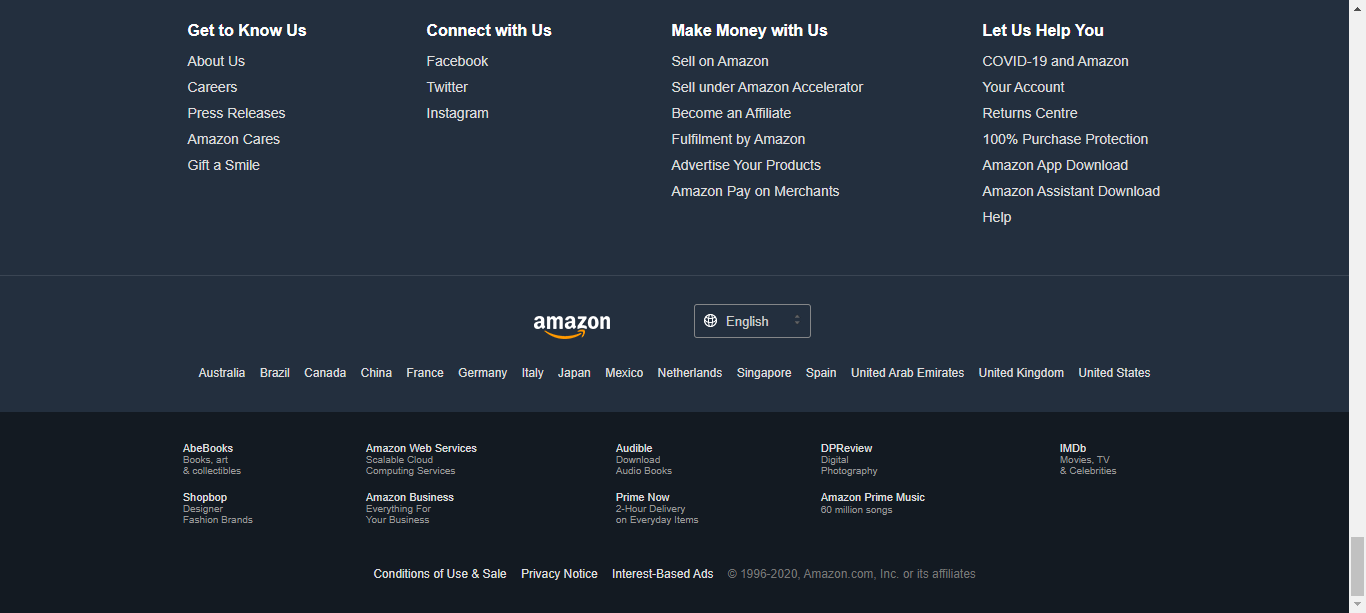 Get to Know Us
About Us
Careers
Press Releases
Amazon Cares
Gift a Smile
Connect with Us
Facebook
Twitter
Instagram
Make Money with Us
Sell on Amazon
Sell under Amazon Accelerator
Become an Affiliate
Fulfilment by Amazon
Advertise Your Products
Amazon Pay on Merchants
Let Us Help You
COVID-19 and Amazon
Your Account
Returns Centre
100% Purchase Protection
Amazon App Download
Amazon Assistant Download
Help
amazon
English
Australia Brazil Canada China France Germany Italy Japan Mexico Netherlands Singapore Spain United Arab Emirates United Kingdom United States
AbeBooks
Books, art
& collectibles
Amazon Web Services
Scalable Cloud
Computing Services
Audible
Download
Audio Books
DPReview
Digital
Photography
IMDb
Movies, TV
& Celebrities
Shopbop
Designer
Fashion Brands
Amazon Business
Everything For
Your Business
Prime Now
2-Hour Delivery
on Everyday Items
Amazon Prime Music
60 million songs
Conditions of Use & Sale Privacy Notice Interest-Based Ads © 1996-2020, Amazon.com, Inc. or its affiliates